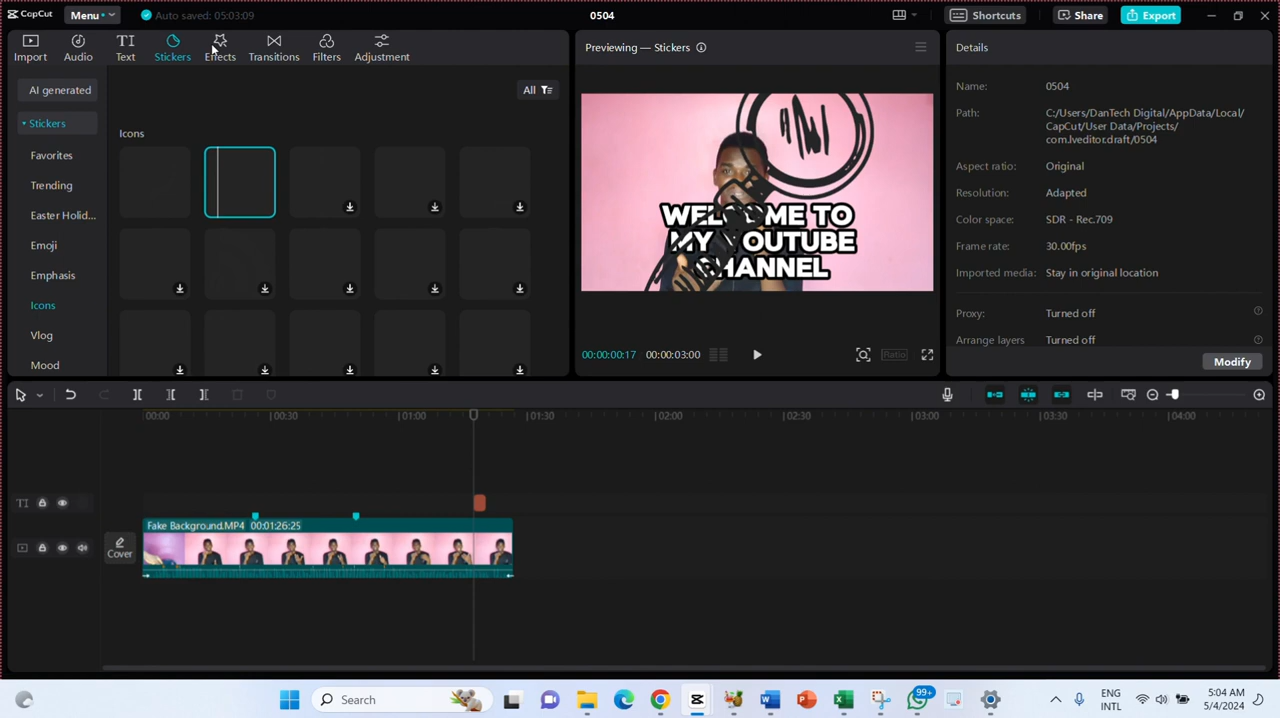 CapCut
Menu
Auto saved: 05:03:09
0504
Shortcuts
Share
Export
Import
Audio
TI
Text
Stickers
Effects
Transitions
Filters
Adjustment
AI generated
Stickers
Favorites
Trending
Easter Holid...
Emoji
Emphasis
Icons
Vlog
Mood
All
Icons
Previewing — Stickers
WELCOME TO
MY YOUTUBE
CHANNEL
00:00:00:17
00:00:03:00
Ratio
Details
Name: 0504
Path: C:/Users/DanTech Digital/AppData/Local/
CapCut/User Data/Projects/
com.lveditor.draft/0504
Aspect ratio: Original
Resolution: Adapted
Color space: SDR - Rec.709
Frame rate: 30.00fps
Imported media: Stay in original location
Proxy: Turned off
Arrange layers Turned off
Modify
00:00
|00:30
|01:00
|01:30
|02:00
|02:30
|03:00
|03:30
|04:00
TI
Fake Background.MP4 00:01:26:25
Cover
Search
99+
ENG
INTL
5:04 AM
5/4/2024